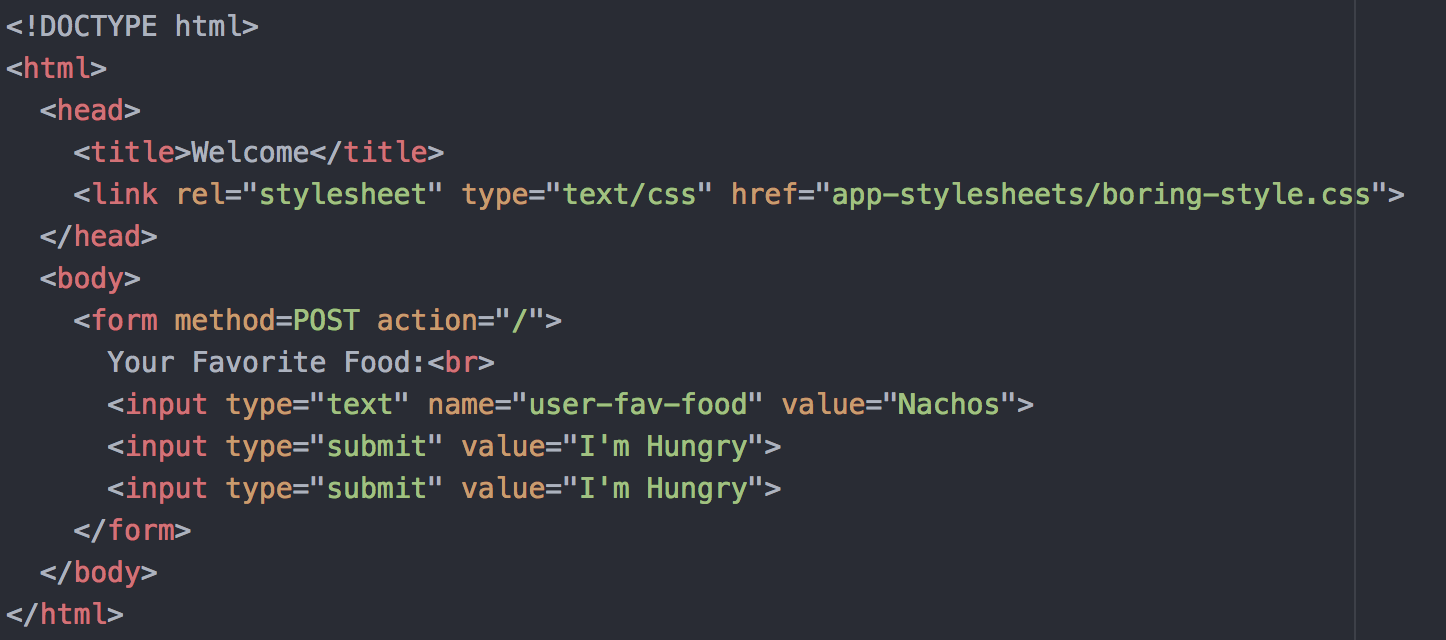 <!DOCTYPE html>
<html>
  <head>
    <title>Welcome</title>
    <link rel="stylesheet" type="text/css" href="app-stylesheets/boring-style.css">
  </head>
  <body>
    <form method=POST action="/">
      Your Favorite Food:<br>
      <input type="text" name="user-fav-food" value="Nachos">
      <input type="submit" value="I'm Hungry">
      <input type="submit" value="I'm Hungry">
    </form>
  </body>
</html>